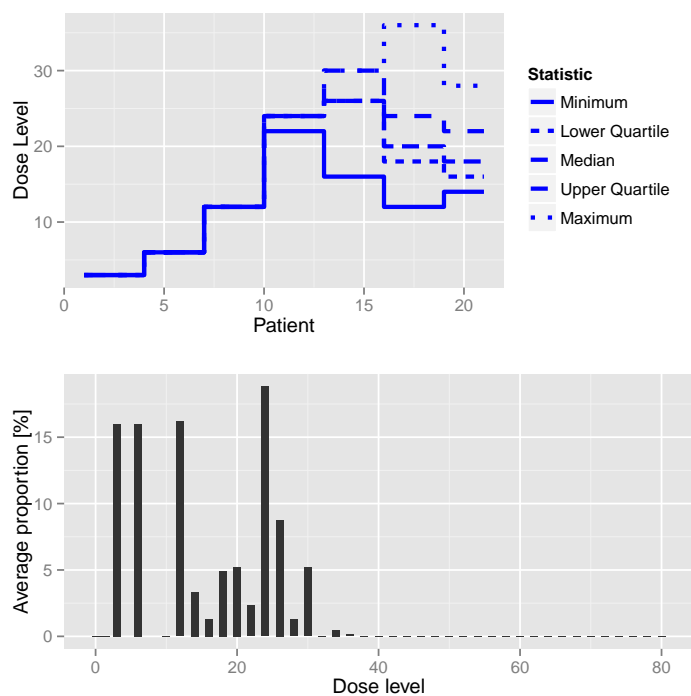 Dose Level
30
20
10
0
5
10
15
20
Patient
Statistic
Minimum
Lower Quartile
Median
Upper Quartile
Maximum
Average proportion [%]
15
10
5
0
0
20
40
60
80
Dose level